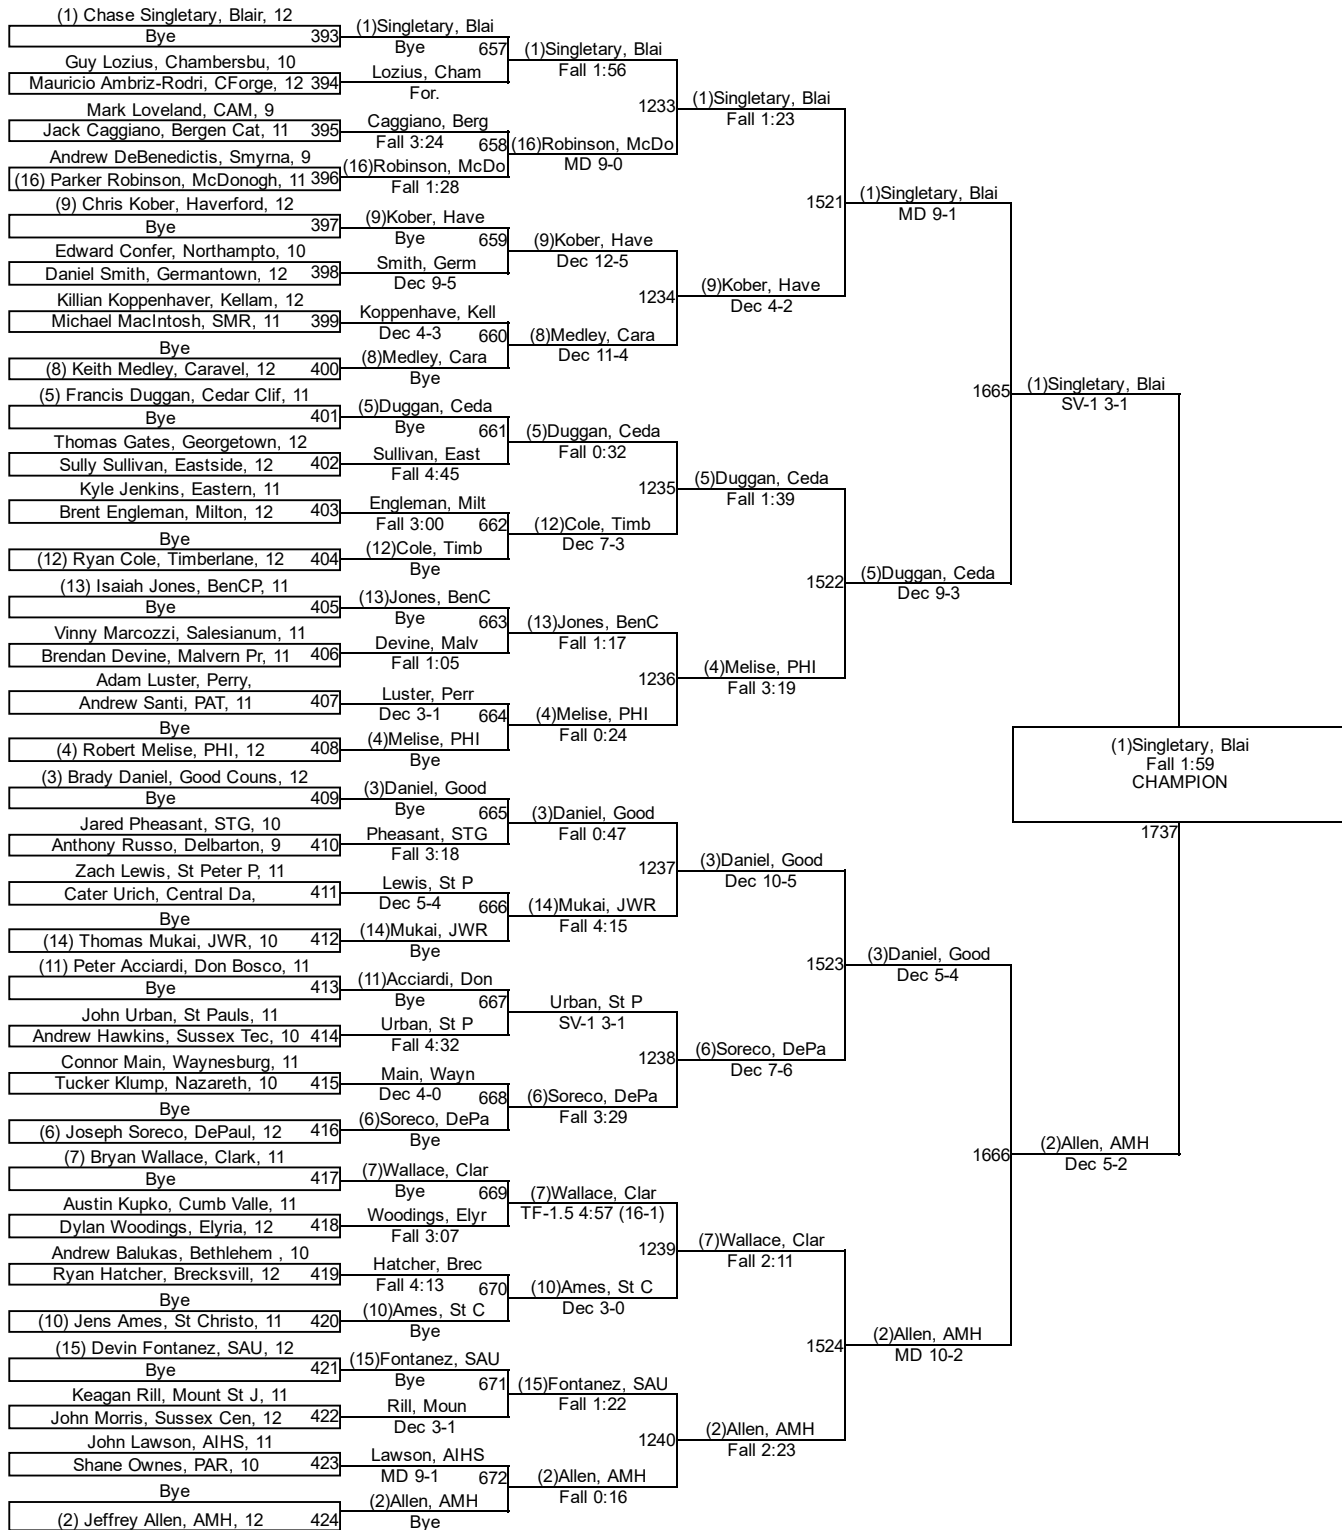 (1) Chase Singletary, Blair, 12
Bye 393
Guy Lozius, Chambersbu, 10
Mauricio Ambriz-Rodri, CForge, 12 394
Mark Loveland, CAM, 9
Jack Caggiano, Bergen Cat, 11 395
Andrew DeBenedictis, Smyrna, 9
(16) Parker Robinson, McDonogh, 11 396
(9) Chris Kober, Haverford, 12
Bye 397
Edward Confer, Northampto, 10
Daniel Smith, Germantown, 12 398
Killian Koppenhaver, Kellam, 12
Michael MacIntosh, SMR, 11 399
Bye
(8) Keith Medley, Caravel, 12 400
(5) Francis Duggan, Cedar Clif, 11
Bye 401
Thomas Gates, Georgetown, 12
Sully Sullivan, Eastside, 12 402
Kyle Jenkins, Eastern, 11
Brent Engleman, Milton, 12 403
Bye
(12) Ryan Cole, Timberlane, 12 404
(13) Isaiah Jones, BenCP, 11
Bye 405
Vinny Marcozzi, Salesianum, 11
Brendan Devine, Malvern Pr, 11 406
Adam Luster, Perry,
Andrew Santi, PAT, 11 407
Bye
(4) Robert Melise, PHI, 12 408
(3) Brady Daniel, Good Couns, 12
Bye 409
Jared Pheasant, STG, 10
Anthony Russo, Delbarton, 9 410
Zach Lewis, St Peter P, 11
Cater Urich, Central Da, 411
Bye
(14) Thomas Mukai, JWR, 10 412
(11) Peter Acciardi, Don Bosco, 11
Bye 413
John Urban, St Pauls, 11
Andrew Hawkins, Sussex Tec, 10 414
Connor Main, Waynesburg, 11
Tucker Klump, Nazareth, 10 415
Bye
(6) Joseph Soreco, DePaul, 12 416
(7) Bryan Wallace, Clark, 11
Bye 417
Austin Kupko, Cumb Valle, 11
Dylan Woodings, Elyria, 12 418
Andrew Balukas, Bethlehem , 10
Ryan Hatcher, Brecksvill, 12 419
Bye
(10) Jens Ames, St Christo, 11 420
(15) Devin Fontanez, SAU, 12
Bye 421
Keagan Rill, Mount St J, 11
John Morris, Sussex Cen, 12 422
John Lawson, AIHS, 11
Shane Ownes, PAR, 10 423
Bye
(2) Jeffrey Allen, AMH, 12 424
(1)Singletary, Blai
Bye 657
Lozius, Cham
For.
Caggiano, Berg
Fall 3:24 658
(16)Robinson, McDo
Fall 1:28
(9)Kober, Have
Bye 659
Smith, Germ
Dec 9-5
Koppenhave, Kell
Dec 4-3 660
(8)Medley, Cara
Bye
(5)Duggan, Ceda
Bye 661
Sullivan, East
Fall 4:45
Engleman, Milt
Fall 3:00 662
(12)Cole, Timb
Bye
(13)Jones, BenC
Bye 663
Devine, Malv
Fall 1:05
Luster, Perr
Dec 3-1 664
(4)Melise, PHI
Bye
(3)Daniel, Good
Bye 665
Pheasant, STG
Fall 3:18
Lewis, St P
Dec 5-4 666
(14)Mukai, JWR
Bye
(11)Acciardi, Don
Bye 667
Urban, St P
Fall 4:32
Main, Wayn
Dec 4-0 668
(6)Soreco, DePa
Bye
(7)Wallace, Clar
Bye 669
Woodings, Elyr
Fall 3:07
Hatcher, Brec
Fall 4:13 670
(10)Ames, St C
Bye
(15)Fontanez, SAU
Bye 671
Rill, Moun
Dec 3-1
Lawson, AIHS
MD 9-1 672
(2)Allen, AMH
Bye
(1)Singletary, Blai
Fall 1:56
1233
(16)Robinson, McDo
MD 9-0
(9)Kober, Have
Dec 12-5
1234
(8)Medley, Cara
Dec 11-4
(5)Duggan, Ceda
Fall 0:32
1235
(12)Cole, Timb
Dec 7-3
(13)Jones, BenC
Fall 1:17
1236
(4)Melise, PHI
Fall 0:24
(3)Daniel, Good
Fall 0:47
1237
(14)Mukai, JWR
Fall 4:15
Urban, St P
SV-1 3-1
1238
(6)Soreco, DePa
Fall 3:29
(7)Wallace, Clar
TF-1.5 4:57 (16-1)
1239
(10)Ames, St C
Dec 3-0
(15)Fontanez, SAU
Fall 1:22
1240
(2)Allen, AMH
Fall 0:16
(1)Singletary, Blai
Fall 1:23
1521
(9)Kober, Have
Dec 4-2
(5)Duggan, Ceda
Fall 1:39
1522
(4)Melise, PHI
Fall 3:19
(3)Daniel, Good
Dec 10-5
1523
(6)Soreco, DePa
Dec 7-6
(7)Wallace, Clar
Fall 2:11
1524
(2)Allen, AMH
Fall 2:23
(1)Singletary, Blai
MD 9-1
1665
(5)Duggan, Ceda
Dec 9-3
(3)Daniel, Good
Dec 5-4
1666
(2)Allen, AMH
MD 10-2
(1)Singletary, Blai
SV-1 3-1
(2)Allen, AMH
Dec 5-2
(1)Singletary, Blai
Fall 1:59
CHAMPION
1737